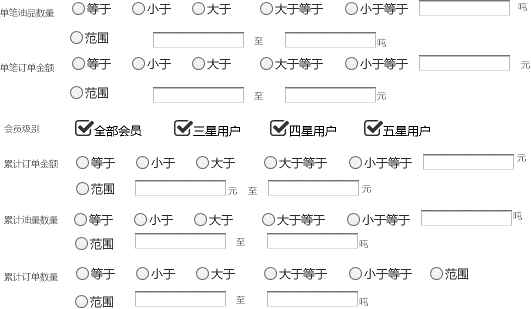 单笔油品数量 等于 小于 大于 大于等于 小于等于 吨
范围 至 吨
单笔订单金额 等于 小于 大于 大于等于 小于等于 元
范围 至 元
会员级别 全部会员 三星用户 四星用户 五星用户
累计订单金额 等于 小于 大于 大于等于 小于等于 元
范围 元 至 元
累计油量数量 等于 小于 大于 大于等于 小于等于 吨
范围 至 吨
累计订单数量 等于 小于 大于 大于等于 小于等于 范围
范围 至 吨